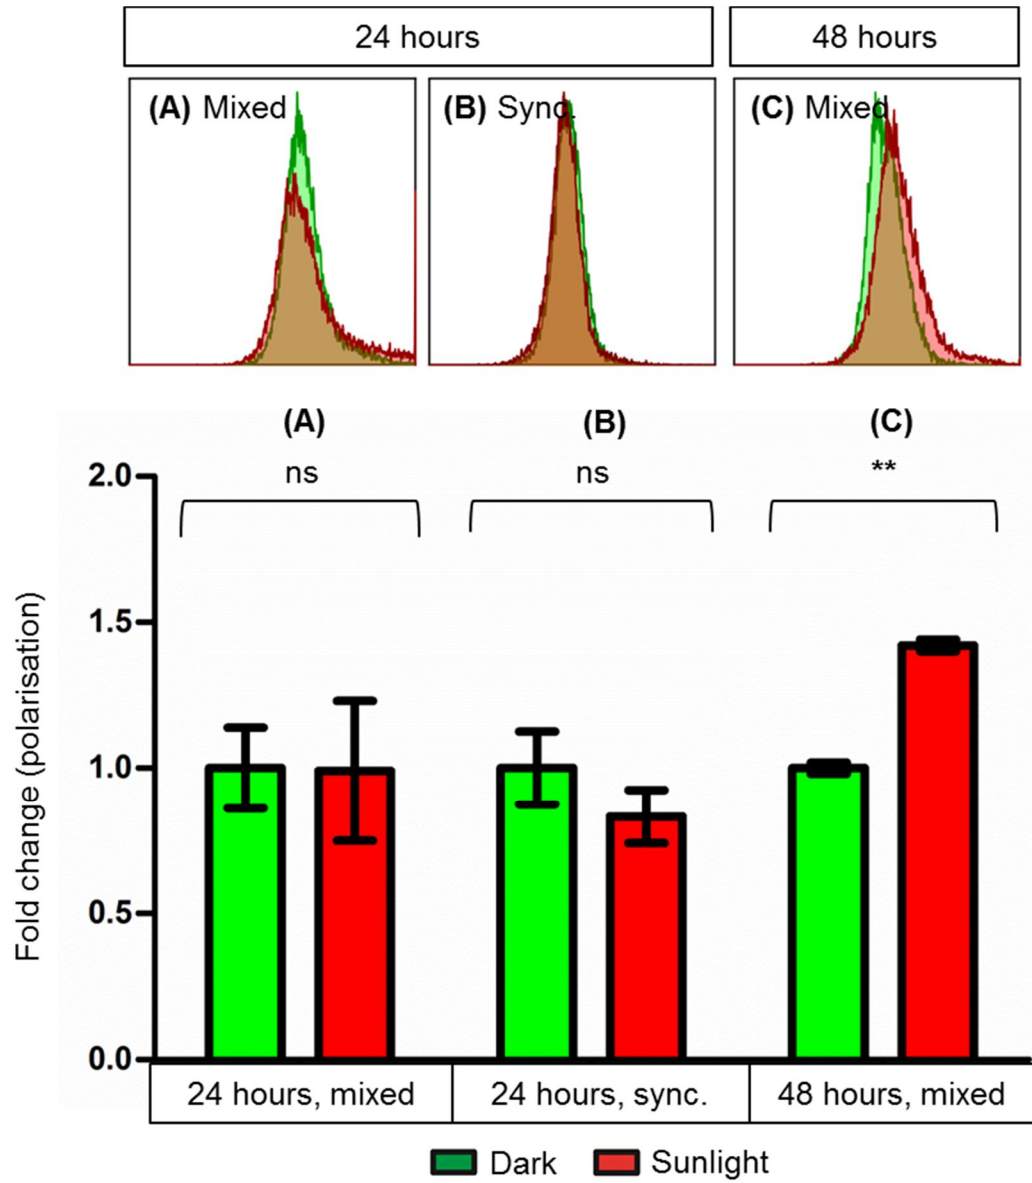 24 hours
48 hours
(A) Mixed
(B) Sync.
(C) Mixed
(A)
(B)
(C)
ns
ns
**
2.0
1.5
1.0
0.5
0.0
Fold change (polarisation)
24 hours, mixed
24 hours, sync.
48 hours, mixed
Dark
Sunlight